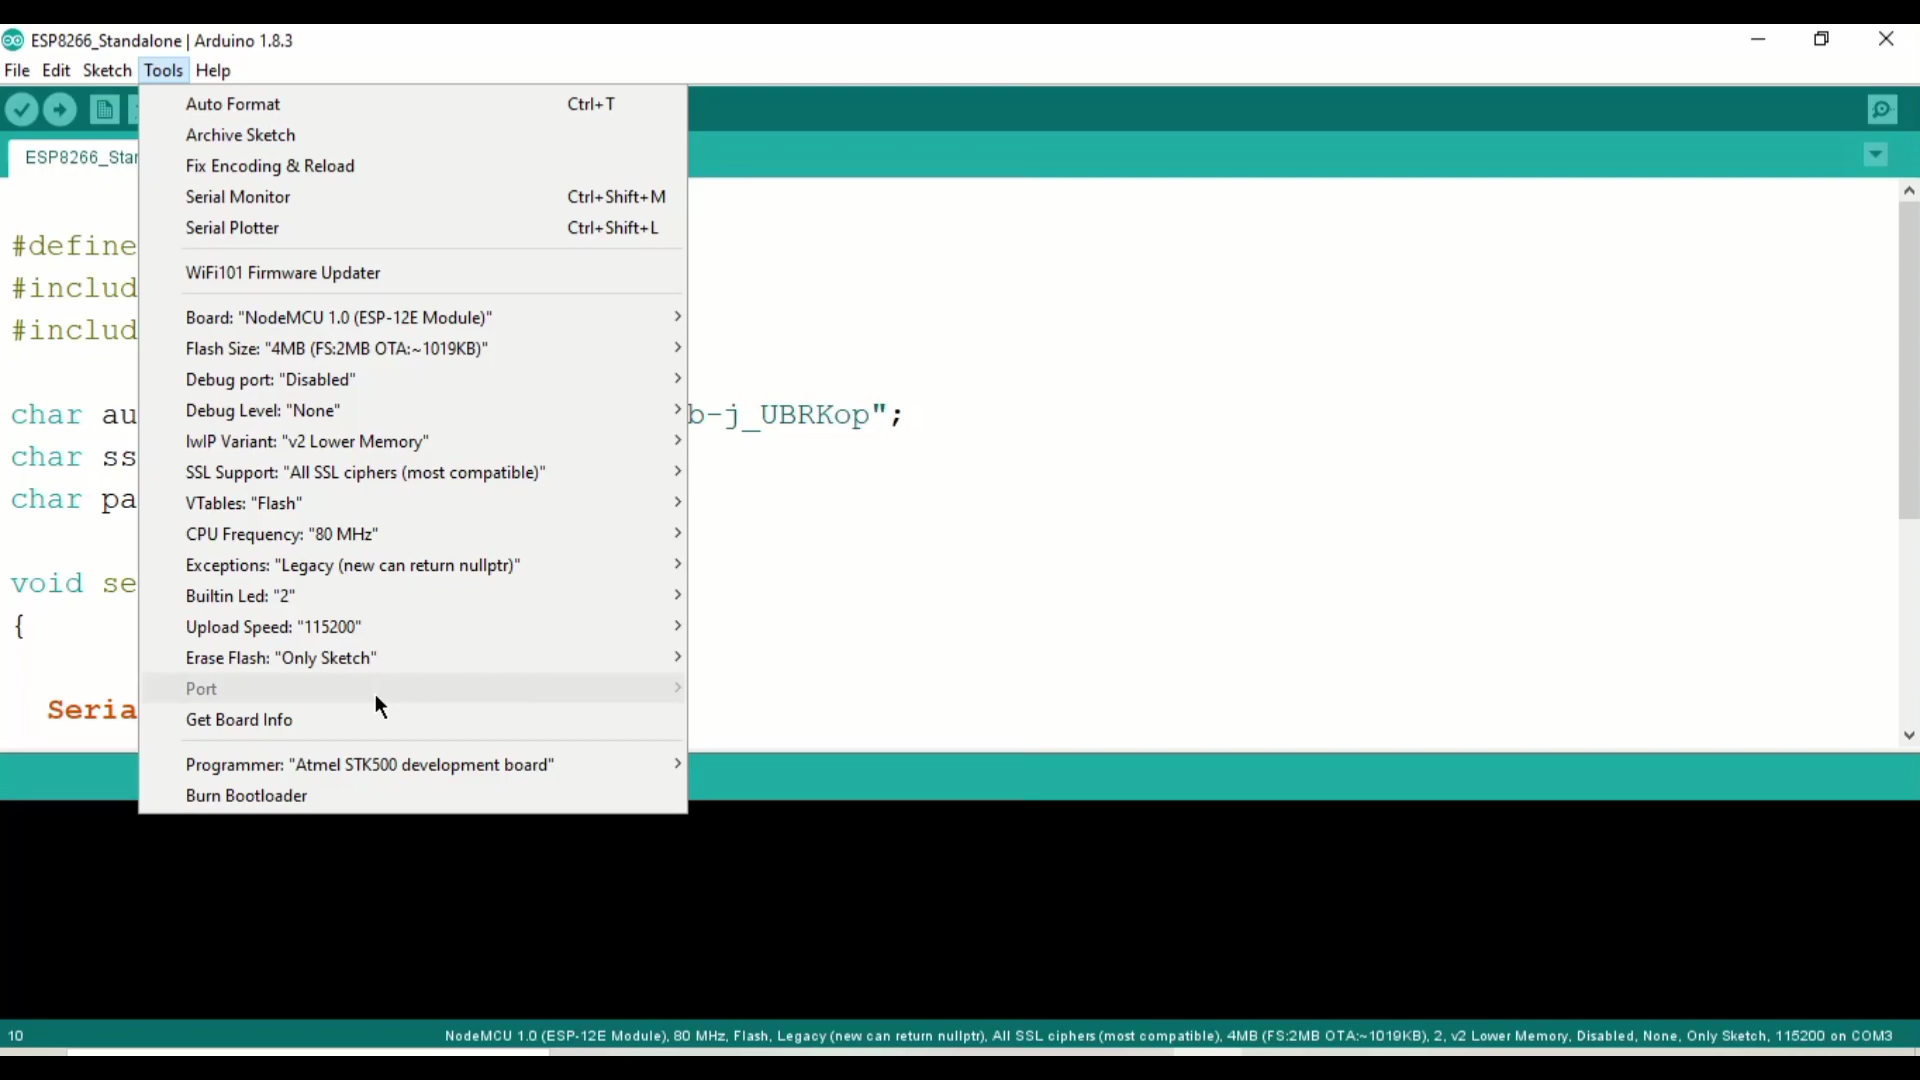 ESP8266_Standalone | Arduino 1.8.3
File Edit Sketch Tools Help
Auto Format Ctrl+T
Archive Sketch
Fix Encoding & Reload
Serial Monitor Ctrl+Shift+M
Serial Plotter Ctrl+Shift+L
WiFi101 Firmware Updater
Board: "NodeMCU 1.0 (ESP-12E Module)"
Flash Size: "4MB (FS:2MB OTA:~1019KB)"
Debug port: "Disabled"
Debug Level: "None"
lwIP Variant: "v2 Lower Memory"
SSL Support: "All SSL ciphers (most compatible)"
VTables: "Flash"
CPU Frequency: "80 MHz"
Exceptions: "Legacy (new can return nullptr)"
Builtin Led: "2"
Upload Speed: "115200"
Erase Flash: "Only Sketch"
Port
Get Board Info
Programmer: "Atmel STK500 development board"
Burn Bootloader
ESP8266_Star
#define
#includ
#includ
char au b-j_UBRKop";
char ss
char pa
void se
{
Seria
10 NodeMCU 1.0 (ESP-12E Module), 80 MHz, Flash, Legacy (new can return nullptr), All SSL ciphers (most compatible), 4MB (FS:2MB OTA:~1019KB), 2, v2 Lower Memory, Disabled, None, Only Sketch, 115200 on COM3